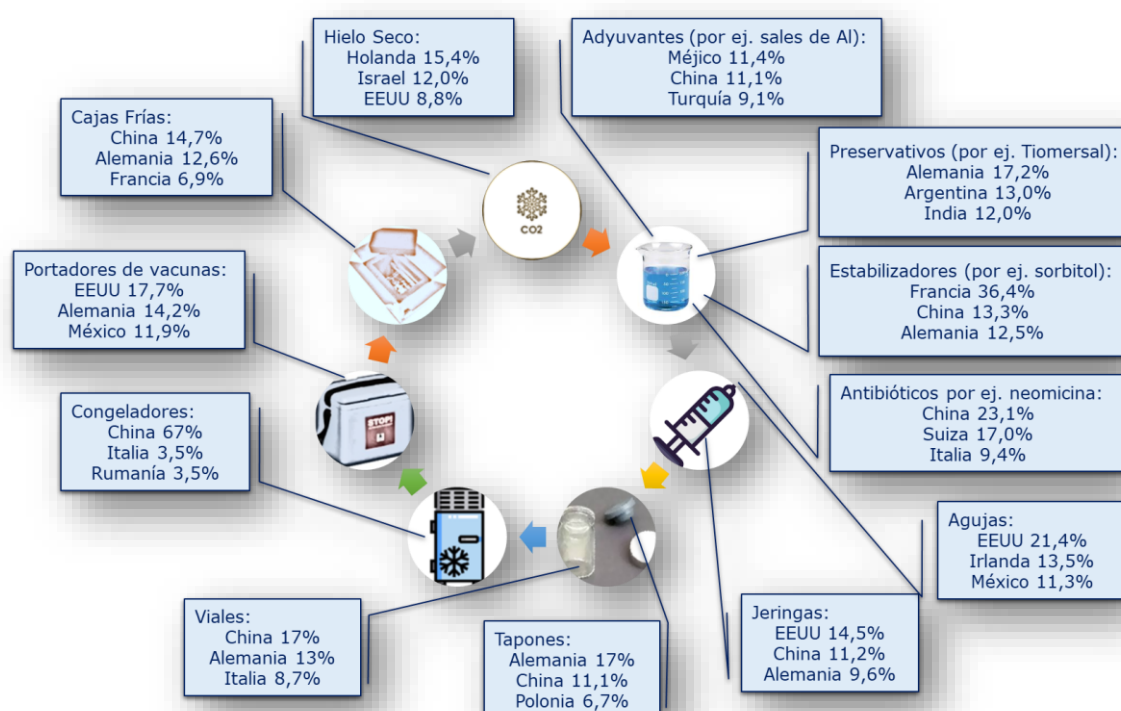 Hielo Seco:
Holanda 15,4%
Israel 12,0%
EEUU 8,8%
Adyuvantes (por ej. sales de Al):
Méjico 11,4%
China 11,1%
Turquía 9,1%
Cajas Frías:
China 14,7%
Alemania 12,6%
Francia 6,9%
Preservativos (por ej. Tiomersal):
Alemania 17,2%
Argentina 13,0%
India 12,0%
CO2
Portadores de vacunas:
EEUU 17,7%
Alemania 14,2%
México 11,9%
Estabilizadores (por ej. sorbitol):
Francia 36,4%
China 13,3%
Alemania 12,5%
Congeladores:
China 67%
Italia 3,5%
Rumanía 3,5%
STOP!
Antibióticos por ej. neomicina:
China 23,1%
Suiza 17,0%
Italia 9,4%
Agujas:
EEUU 21,4%
Irlanda 13,5%
México 11,3%
Viales:
China 17%
Alemania 13%
Italia 8,7%
Tapones:
Alemania 17%
China 11,1%
Polonia 6,7%
Jeringas:
EEUU 14,5%
China 11,2%
Alemania 9,6%